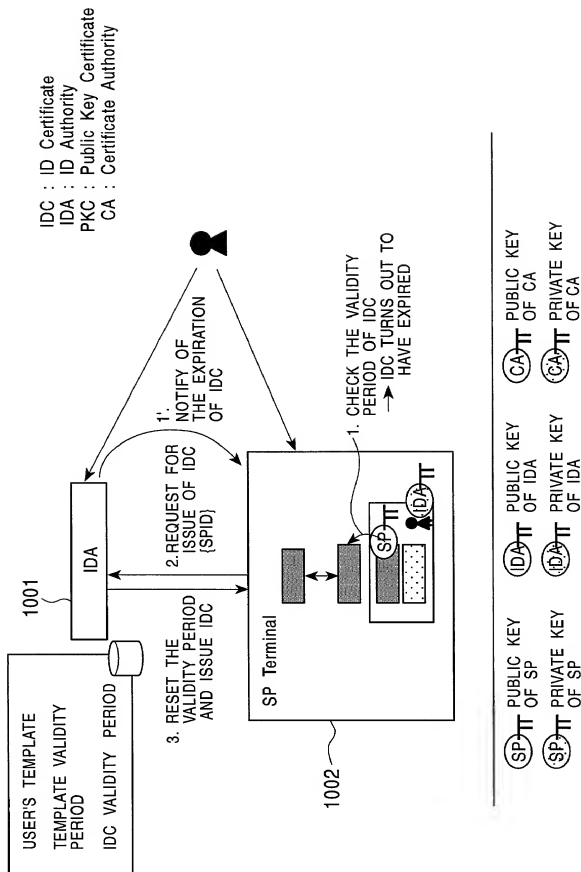 IDC : ID Certificate
IDA : ID Authority
PKC : Public Key Certificate
CA : Certificate Authority
USER'S TEMPLATE
TEMPLATE VALIDITY
PERIOD
IDC VALIDITY PERIOD
1001
IDA
1'. NOTIFY OF
THE EXPIRATION
OF IDC
2.REQUEST FOR
ISSUE OF IDC
{SPID}
3. RESET THE
VALIDITY PERIOD
AND ISSUE IDC
SP Terminal
1002
SP
IDA
1. CHECK THE VALIDITY
PERIOD OF IDC
→ IDC TURNS OUT TO
HAVE EXPIRED
SP PUBLIC KEY
OF SP
IDA PUBLIC KEY
OF IDA
CA PUBLIC KEY
OF CA
SP PRIVATE KEY
OF SP
IDA PRIVATE KEY
OF IDA
CA PRIVATE KEY
OF CA